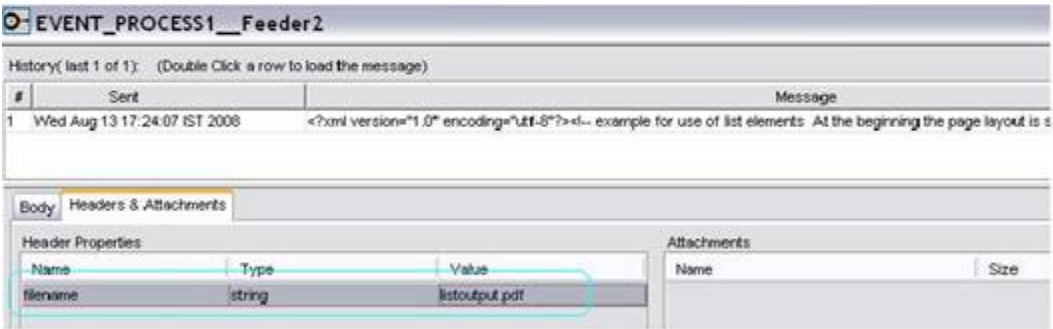 EVENT_PROCESS1__Feeder2
History( last 1 of 1): (Double Click a row to load the message)
# Sent Message
1 Wed Aug 13 17:24:07 IST 2008 <?xml version="1.0" encoding="utf-8"?><!-- example for use of list elements At the beginning the page layout is s
Body Headers & Attachments
Header Properties Attachments
Name Type Value Name Size
filename string listoutput.pdf